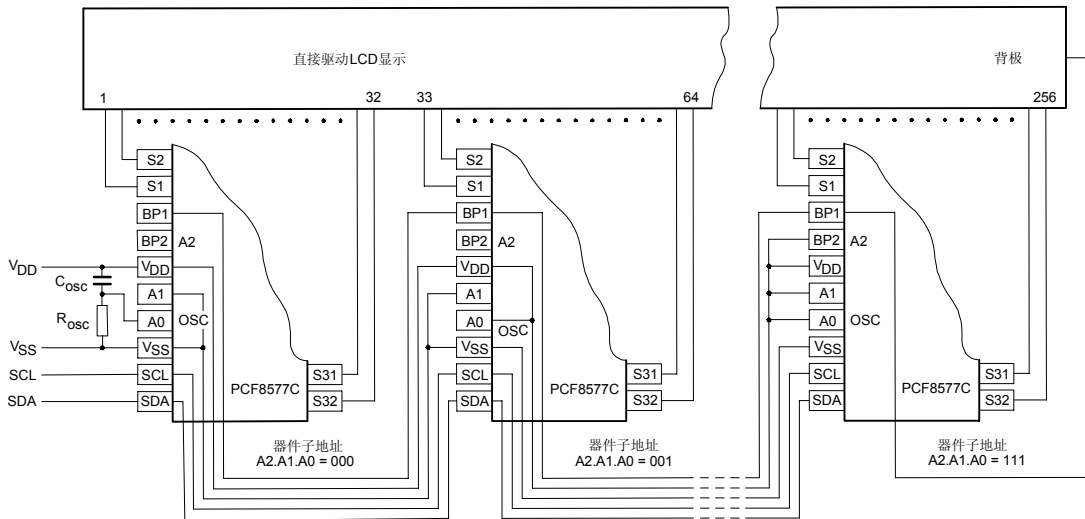 直接驱动LCD显示
背极
1
32
33
64
256
S2
S1
BP1
BP2
A2
VDD
A1
A0
OSC
VSS
SCL
SDA
S31
S32
PCF8577C
器件子地址
A2.A1.A0 = 000
VDD
COSC
ROSC
VSS
SCL
SDA
S2
S1
BP1
BP2
A2
VDD
A1
A0
OSC
VSS
SCL
SDA
S31
S32
PCF8577C
器件子地址
A2.A1.A0 = 001
S2
S1
BP1
BP2
A2
VDD
A1
A0
OSC
VSS
SCL
SDA
S31
S32
PCF8577C
器件子地址
A2.A1.A0 = 111